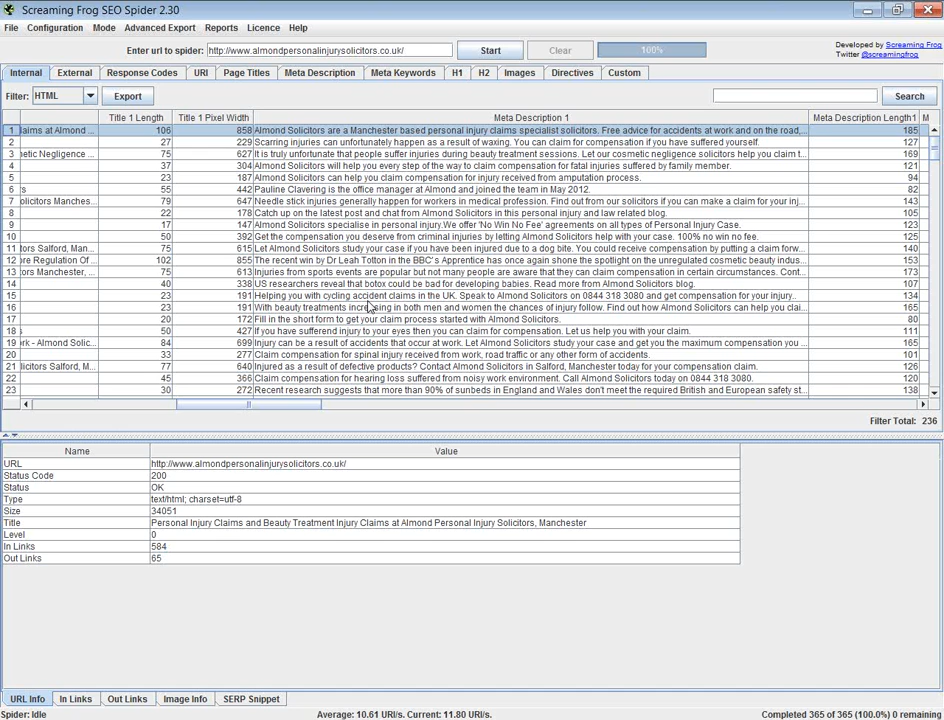 Screaming Frog SEO Spider 2.30
File Configuration Mode Advanced Export Reports Licence Help
Enter url to spider: http://www.almondpersonalinjurysolicitors.co.uk/ Start Clear 100% Developed by Screaming Frog
Twitter @screamingfrog
Internal External Response Codes URI Page Titles Meta Description Meta Keywords H1 H2 Images Directives Custom
Filter: HTML Export Search
Title 1 Length Title 1 Pixel Width Meta Description 1 Meta Description Length1 M
1 laims at Almond ... 106 858 Almond Solicitors are a Manchester based personal injury claims specialist solicitors. Free advice for accidents at work and on the road,... 185
2 27 229 Scarring injuries can unfortunately happen as a result of waxing. You can claim for compensation if you have suffered yourself. 127
3 netic Negligence ... 75 627 It is truly unfortunate that people suffer injuries during beauty treatment sessions. Let our cosmetic negligence solicitors help you claim t... 169
4 37 304 Almond Solicitors will help you every step of the way to claim compensation for fatal injuries suffered by family member. 121
5 23 187 Almond Solicitors can help you claim compensation for injury received from amputation process. 94
6 s 55 442 Pauline Clavering is the office manager at Almond and joined the team in May 2012. 82
7 olicitors Manches... 79 647 Needle stick injuries generally happen for workers in medical profession. Find out from our solicitors if you can make a claim for your inj... 143
8 22 178 Catch up on the latest post and chat from Almond Solicitors in this personal injury and law related blog. 105
9 17 147 Almond Solicitors specialise in personal injury.We offer 'No Win No Fee' agreements on all types of Personal Injury Case. 123
10 50 392 Get the compensation you deserve from criminal injuries by letting Almond Solicitors help with your case. 100% no win no fee. 125
11 tors Salford, Man... 75 615 Let Almond Solicitors study your case if you have been injured due to a dog bite. You could receive compensation by putting a claim forw... 140
12 ore Regulation Of ... 102 855 The recent win by Dr Leah Totton in the BBC's Apprentice has once again shone the spotlight on the unregulated cosmetic beauty indus... 153
13 tors Manchester, ... 75 613 Injuries from sports events are popular but not many people are aware that they can claim compensation in certain circumstances. Cont... 173
14 40 338 US researchers reveal that botox could be bad for developing babies. Read more from Almond Solicitors blog. 107
15 23 191 Helping you with cycling accident claims in the UK. Speak to Almond Solicitors on 0844 318 3080 and get compensation for your injury.. 134
16 23 191 With beauty treatments increasing in both men and women the chances of injury follow. Find out how Almond Solicitors can help you clai... 165
17 20 172 Fill in the short form to get your claim process started with Almond Solicitors. 80
18 s 50 427 If you have sufferend injury to your eyes then you can claim for compensation. Let us help you with your claim. 111
19 ork - Almond Solic... 84 699 Injury can be a result of accidents that occur at work. Let Almond Solicitors study your case and get you the maximum compensation you ... 165
20 33 277 Claim compensation for spinal injury received from work, road traffic or any other form of accidents. 101
21 licitors Salford, M... 77 640 Injured as a result of defective products? Contact Almond Solicitors in Salford, Manchester today for your compensation claim. 126
22 45 366 Claim compensation for hearing loss suffered from noisy work environment. Call Almond Solicitors today on 0844 318 3080. 120
23 30 272 Recent research suggests that more than 90% of sunbeds in England and Wales don't meet the required British and European safety st... 138
Filter Total: 236
Name Value
URL http://www.almondpersonalinjurysolicitors.co.uk/
Status Code 200
Status OK
Type text/html; charset=utf-8
Size 34051
Title Personal Injury Claims and Beauty Treatment Injury Claims at Almond Personal Injury Solicitors, Manchester
Level 0
In Links 584
Out Links 65
URL Info In Links Out Links Image Info SERP Snippet
Spider: Idle Average: 10.61 URI/s. Current: 11.80 URI/s. Completed 365 of 365 (100.0%) 0 remaining